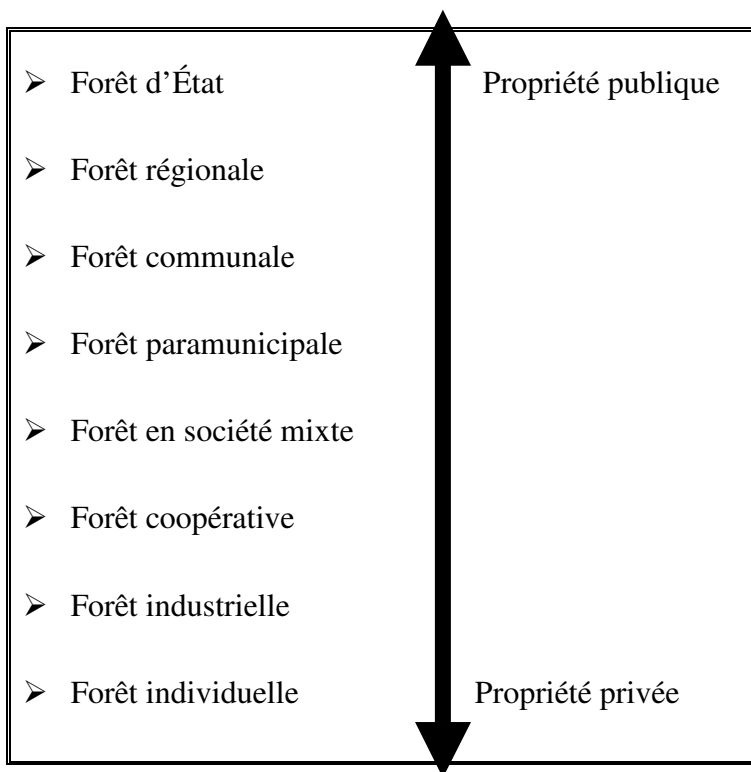 ➢ Forêt d’État Propriété publique
➢ Forêt régionale
➢ Forêt communale
➢ Forêt paramunicipale
➢ Forêt en société mixte
➢ Forêt coopérative
➢ Forêt industrielle
➢ Forêt individuelle Propriété privée